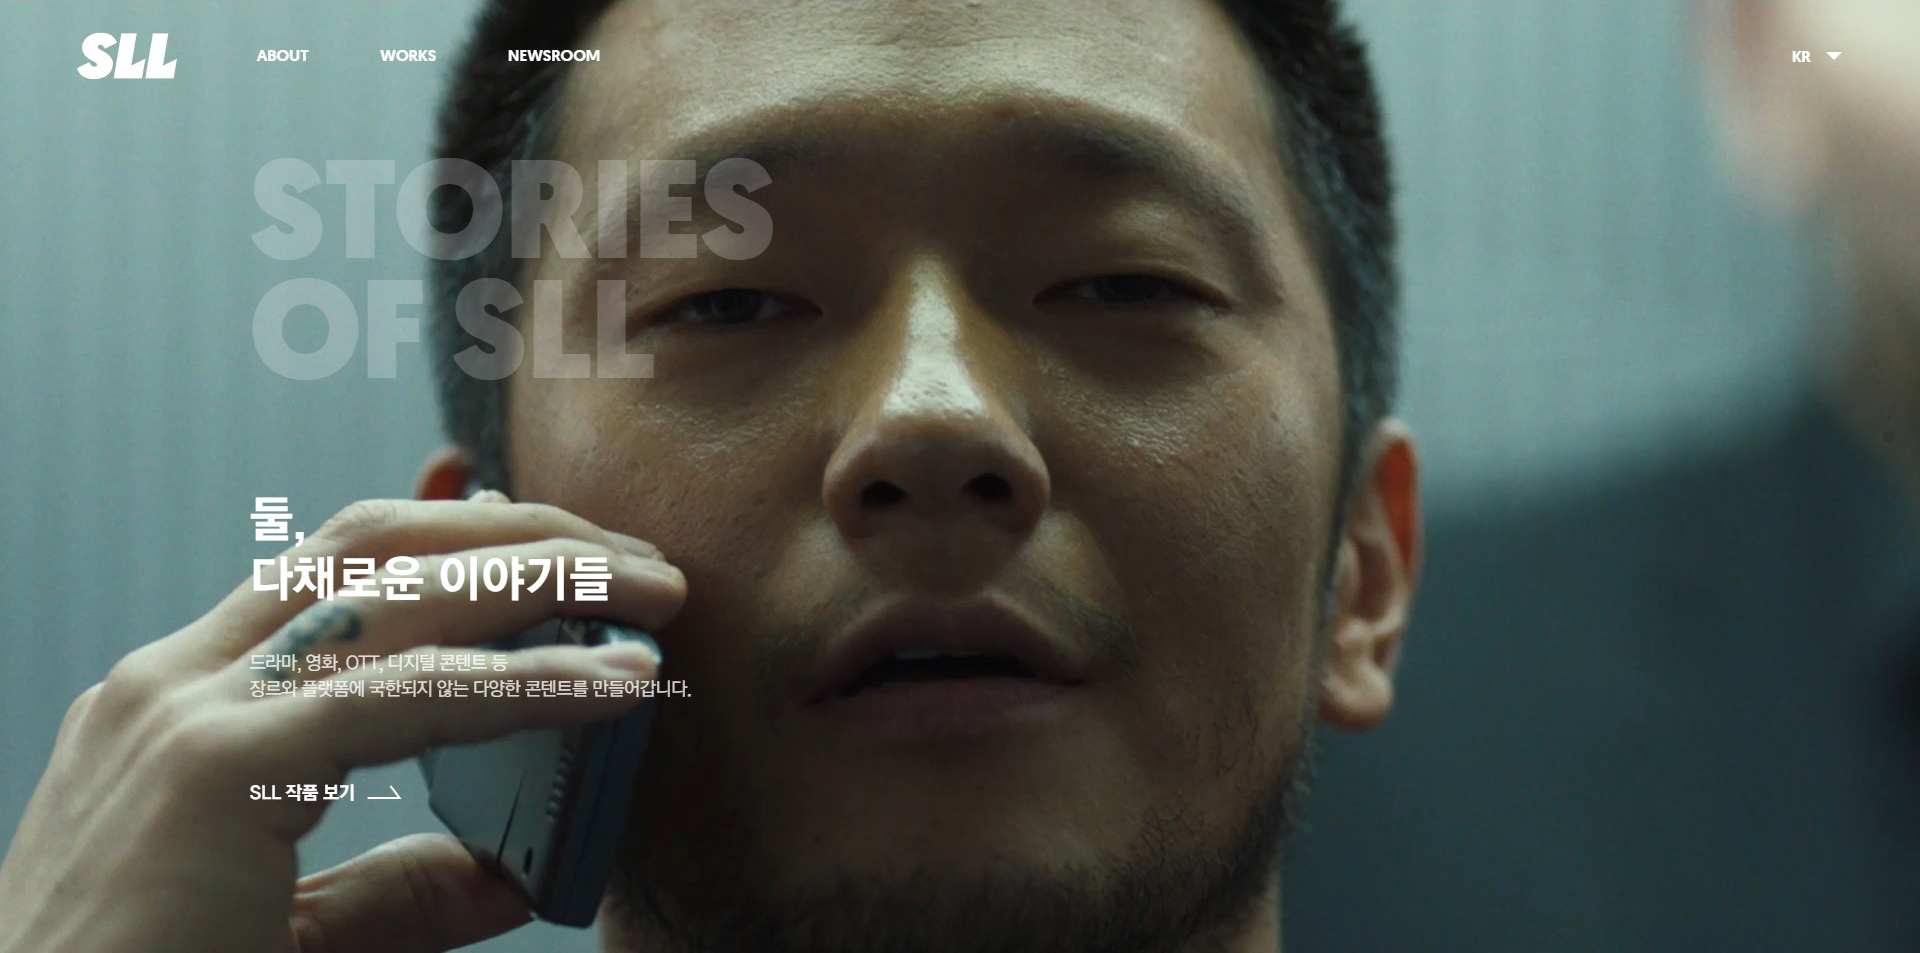 SLL
ABOUT
WORKS
NEWSROOM
KR
STORIES
OF SLL
둘,
다채로운 이야기들
드라마, 영화, OTT, 디지털 콘텐트 등
장르와 플랫폼에 국한되지 않는 다양한 콘텐트를 만들어갑니다.
SLL 작품 보기